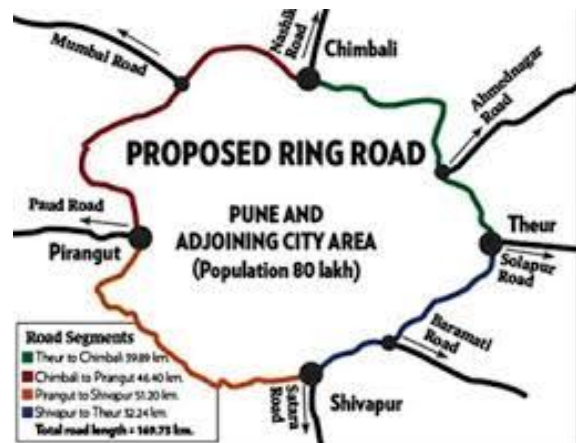 Mumbai Road
Nashik
Road
Chimbali
Ahmednagar
Road
PROPOSED RING ROAD
PUNE AND
ADJOINING CITY AREA
(Population 80 lakh)
Paud Road
Pirangut
Theur
Solapur
Road
Baramati
Road
Shivapur
Satara
Road
Road Segments
Theur to Chimbali 39.89 km.
Chimbali to Prangut 46.40 km.
Prangut to Shivapur 51.20 km.
Shivapur to Theur 32.24 km.
Total road length = 169.73 km.